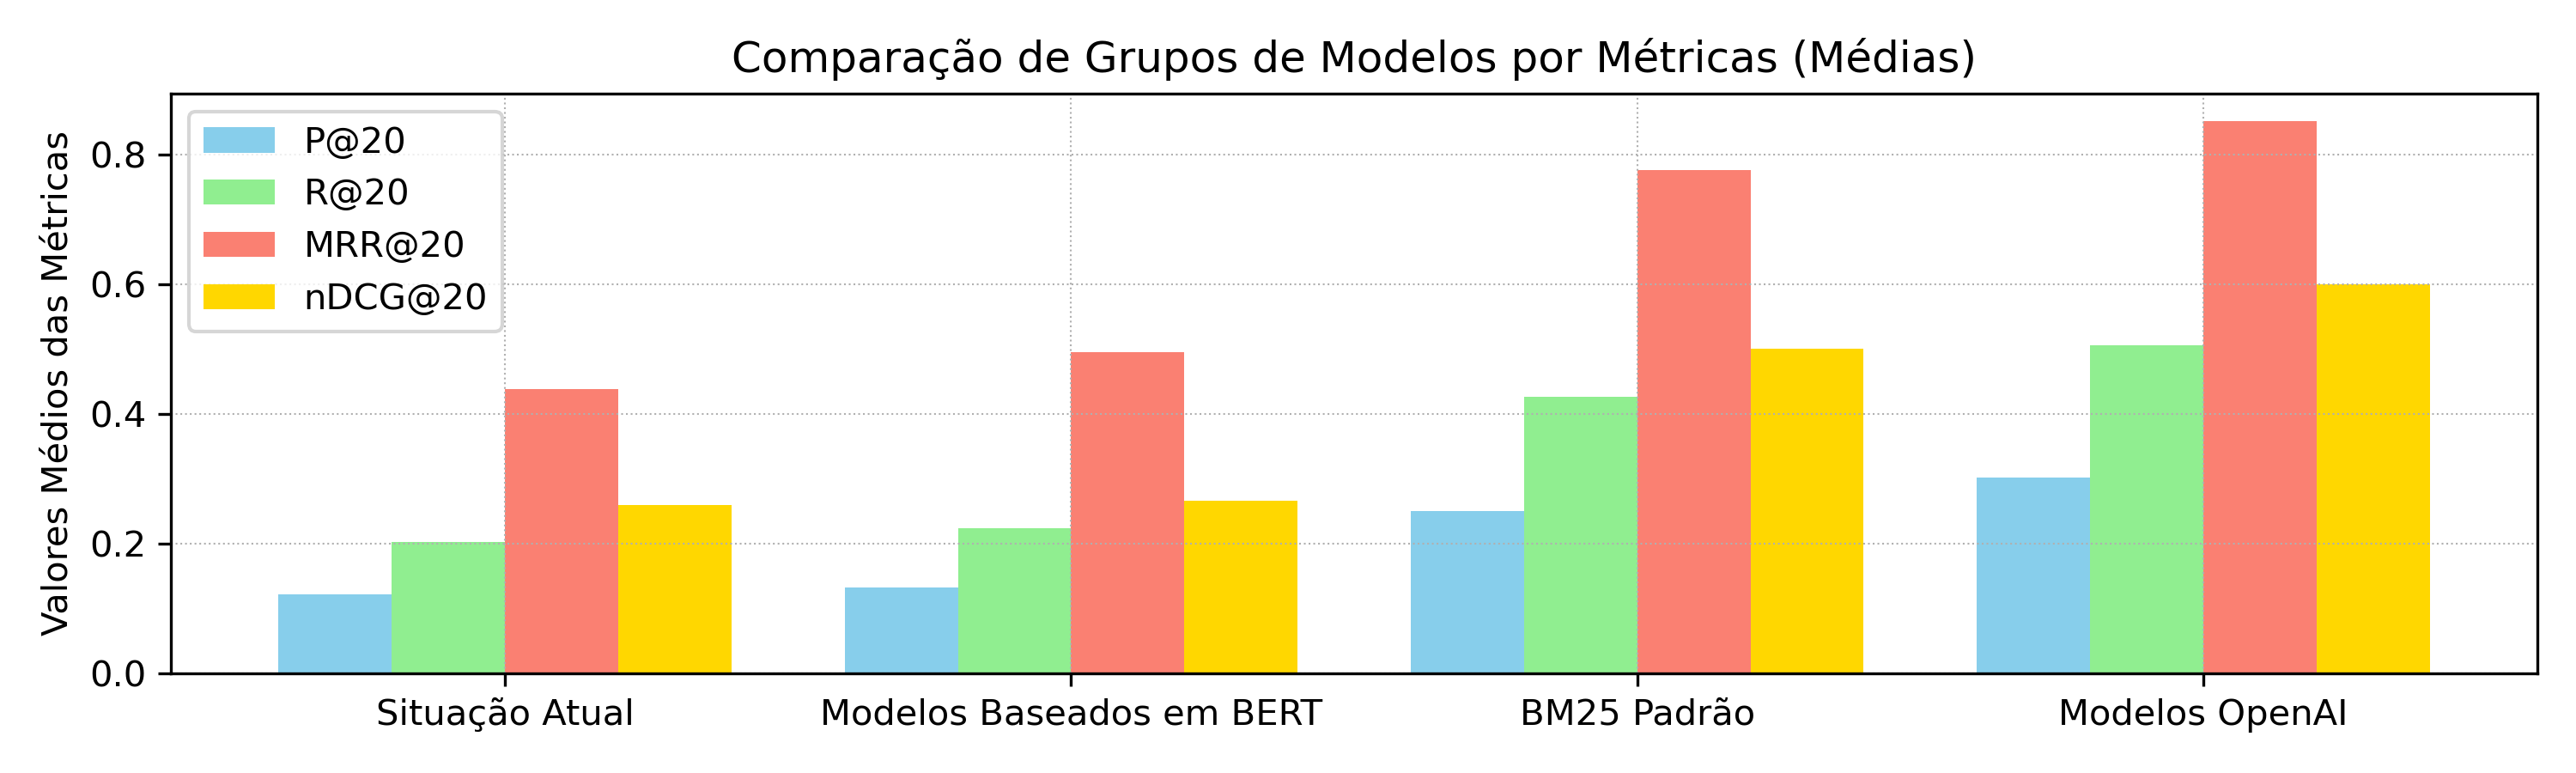 Comparação de Grupos de Modelos por Métricas (Médias)
Valores Médios das Métricas
0.8
0.6
0.4
0.2
0.0
P@20
R@20
MRR@20
nDCG@20
Situação Atual
Modelos Baseados em BERT
BM25 Padrão
Modelos OpenAI